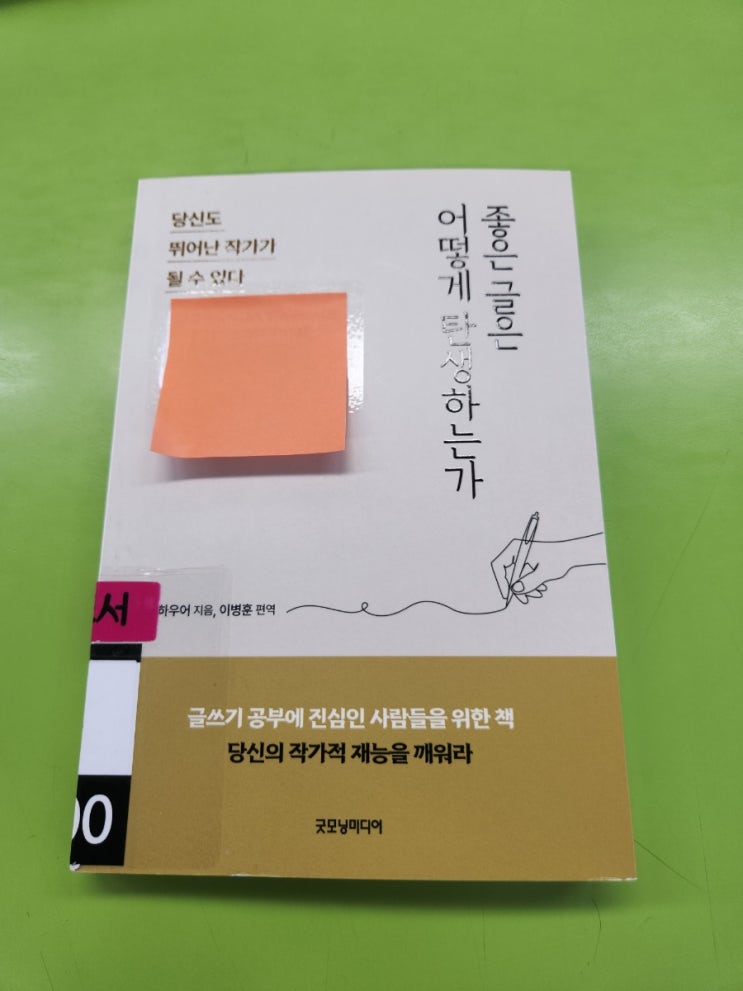 당신도
뛰어난 작가가
될 수 있다
좋은 글은
어떻게 탄생하는가
하우어 지음, 이병훈 편역
서
글쓰기 공부에 진심인 사람들을 위한 책
당신의 작가적 재능을 깨워라
00
굿모닝미디어